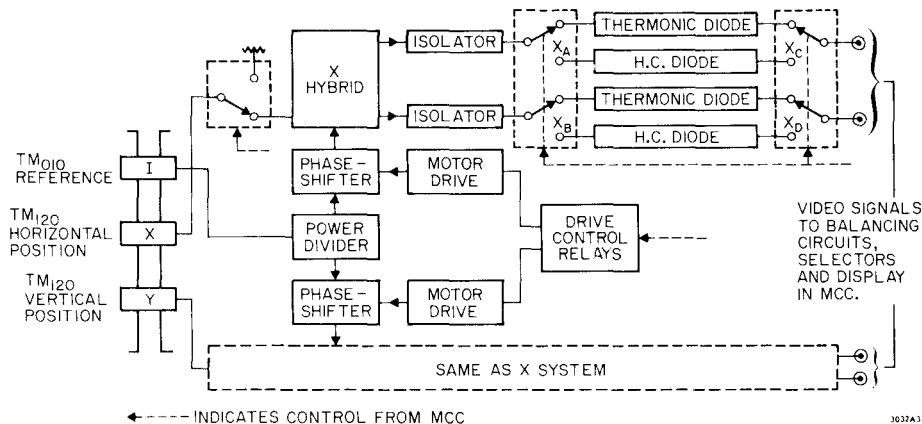 X
HYBRID
ISOLATOR
ISOLATOR
THERMONIC DIODE
H.C. DIODE
THERMONIC DIODE
H.C. DIODE
XA
XB
XC
XD
TM010
REFERENCE
I
TM120
HORIZONTAL
POSITION
X
TM120
VERTICAL
POSITION
Y
PHASE-
SHIFTER
MOTOR
DRIVE
POWER
DIVIDER
DRIVE
CONTROL
RELAYS
PHASE-
SHIFTER
MOTOR
DRIVE
VIDEO SIGNALS
TO BALANCING
CIRCUITS,
SELECTORS
AND DISPLAY
IN MCC.
SAME AS X SYSTEM
INDICATES CONTROL FROM MCC
3032A3